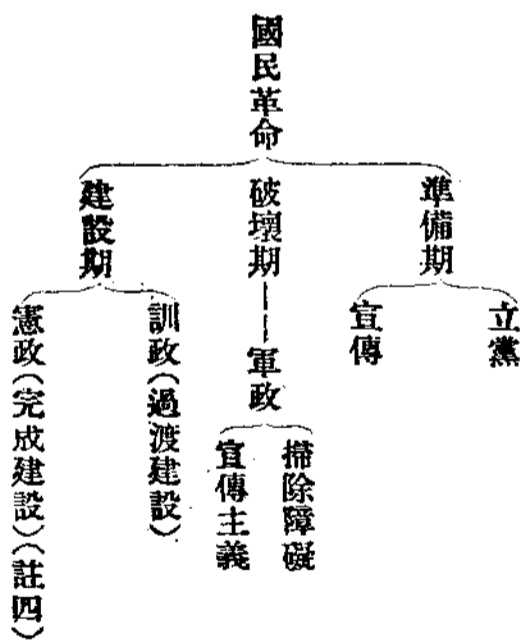 國民革命
準備期
立黨
宣傳
破壞期——軍政
掃除障礙
宣傳主義
建設期
訓政(過渡建設)
憲政(完成建設)(註四)